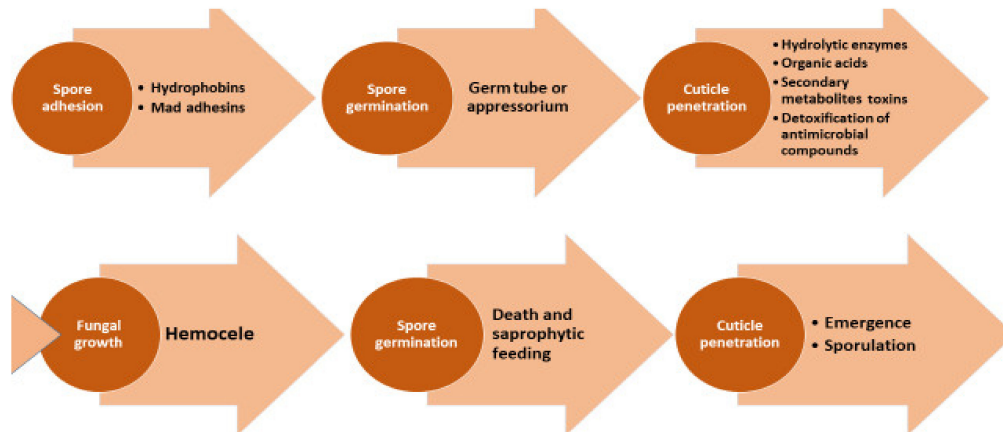 Spore
adhesion
• Hydrophobins
• Mad adhesins
Spore
germination
Germ tube or
appressorium
Cuticle
penetration
• Hydrolytic enzymes
• Organic acids
• Secondary
metabolites toxins
• Detoxification of
antimicrobial
compounds
Fungal
growth
Hemocele
Spore
germination
Death and
saprophytic
feeding
Cuticle
penetration
• Emergence
• Sporulation